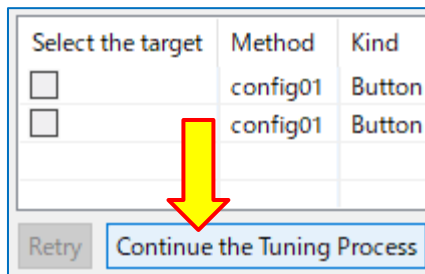 Select the target Method Kind
config01 Button
config01 Button
Retry Continue the Tuning Process